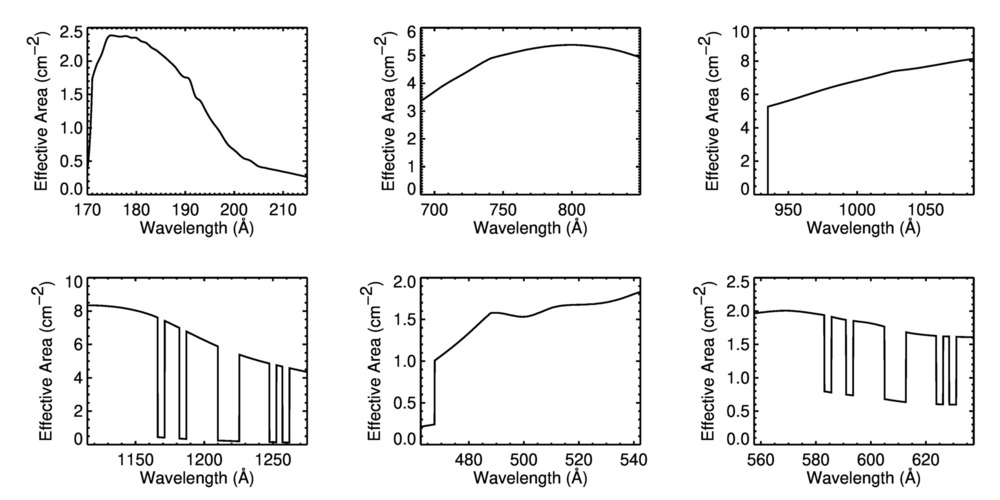 2.5
2.0
1.5
1.0
0.5
0.0
Effective Area (cm⁻²)
170 180 190 200 210
Wavelength (Å)
6
5
4
3
2
1
0
Effective Area (cm⁻²)
700 750 800
Wavelength (Å)
10
8
6
4
2
0
Effective Area (cm⁻²)
950 1000 1050
Wavelength (Å)
10
8
6
4
2
0
Effective Area (cm⁻²)
1150 1200 1250
Wavelength (Å)
2.0
1.5
1.0
0.5
0.0
Effective Area (cm⁻²)
480 500 520 540
Wavelength (Å)
2.5
2.0
1.5
1.0
0.5
0.0
Effective Area (cm⁻²)
560 580 600 620
Wavelength (Å)